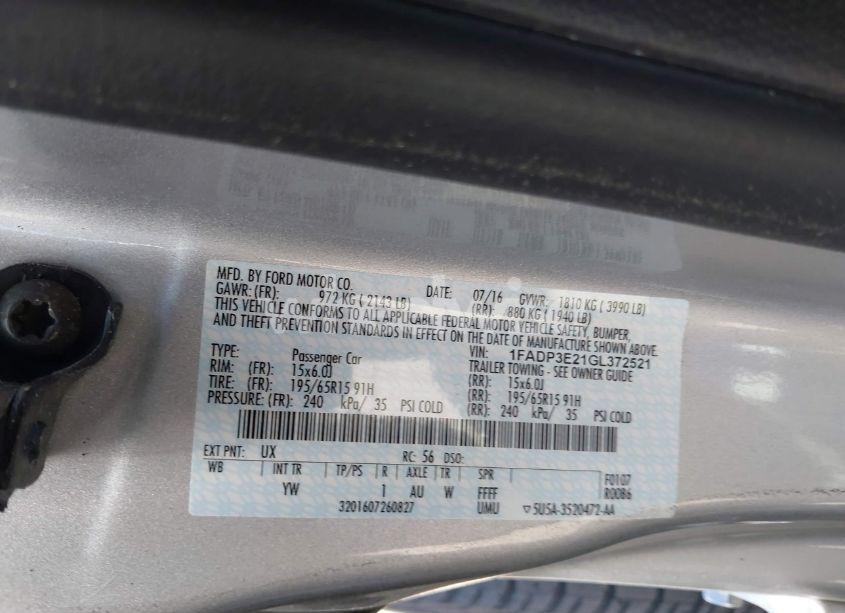 MFD. BY FORD MOTOR CO. DATE: 07/16 GVWR: 1810 KG ( 3990 LB)
GAWR: (FR): 972 KG ( 2143 LB) (RR): 880 KG ( 1940 LB)
THIS VEHICLE CONFORMS TO ALL APPLICABLE FEDERAL MOTOR VEHICLE SAFETY, BUMPER,
AND THEFT PREVENTION STANDARDS IN EFFECT ON THE DATE OF MANUFACTURE SHOWN ABOVE.
VIN: 1FADP3E21GL372521
TYPE: Passenger Car TRAILER TOWING - SEE OWNER GUIDE
RIM: (FR): 15x6.0J (RR): 15x6.0J
TIRE: (FR): 195/65R15 91H (RR): 195/65R15 91H
PRESSURE: (FR): 240 kPa/ 35 PSI COLD (RR): 240 kPa/ 35 PSI COLD
EXT PNT: UX RC: 56 DSO:
WB INT TR TP/PS R AXLE TR SPR F0107
YW 1 AU W FFFF R0086
3201607260827 UMU ▽5U5A-3520472-AA